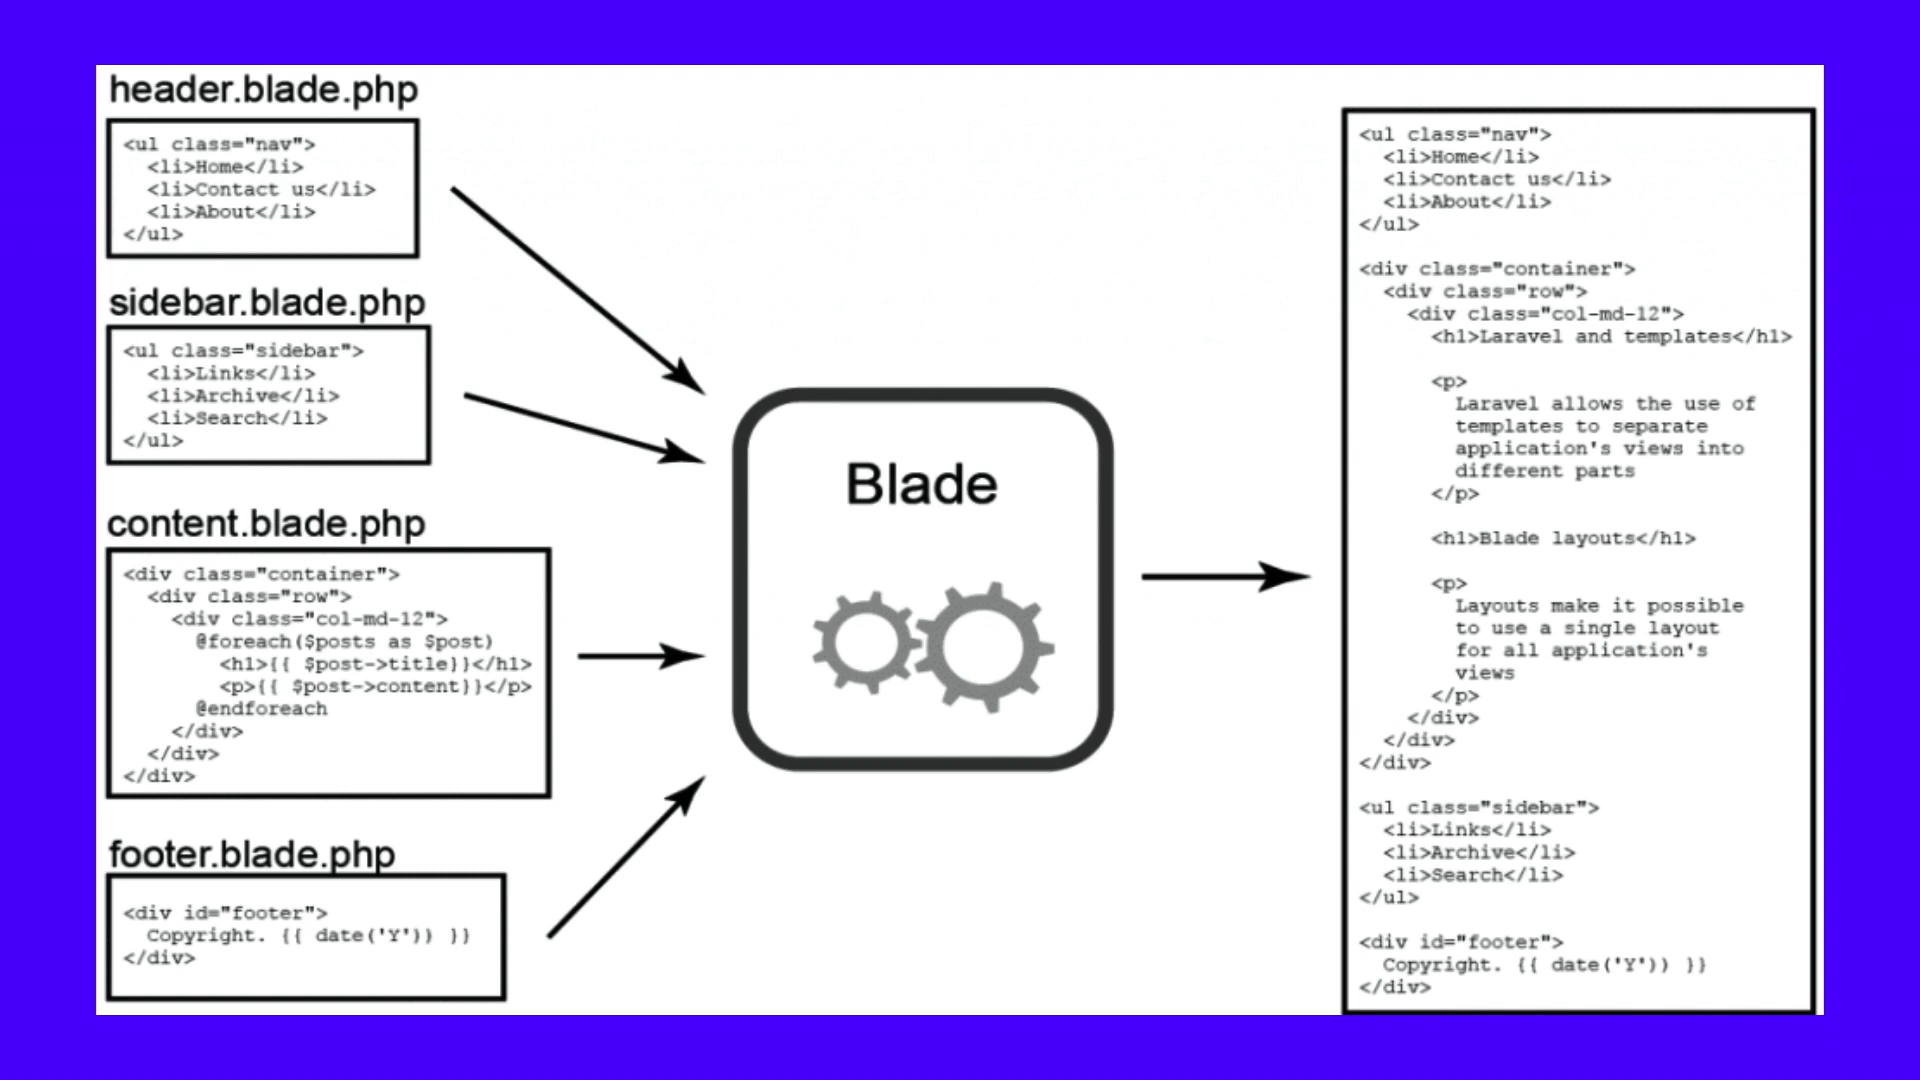 header.blade.php
<ul class="nav">
  <li>Home</li>
  <li>Contact us</li>
  <li>About</li>
</ul>
sidebar.blade.php
<ul class="sidebar">
  <li>Links</li>
  <li>Archive</li>
  <li>Search</li>
</ul>
content.blade.php
<div class="container">
  <div class="row">
    <div class="col-md-12">
      @foreach($posts as $post)
        <h1>{{ $post->title}}</h1>
        <p>{{ $post->content}}</p>
      @endforeach
    </div>
  </div>
</div>
footer.blade.php
<div id="footer">
  Copyright. {{ date('Y')) }}
</div>
Blade
<ul class="nav">
  <li>Home</li>
  <li>Contact us</li>
  <li>About</li>
</ul>
<div class="container">
  <div class="row">
    <div class="col-md-12">
      <h1>Laravel and templates</h1>
      <p>
        Laravel allows the use of
        templates to separate
        application's views into
        different parts
      </p>
      <h1>Blade layouts</h1>
      <p>
        Layouts make it possible
        to use a single layout
        for all application's
        views
      </p>
    </div>
  </div>
</div>
<ul class="sidebar">
  <li>Links</li>
  <li>Archive</li>
  <li>Search</li>
</ul>
<div id="footer">
  Copyright. {{ date('Y')) }}
</div>